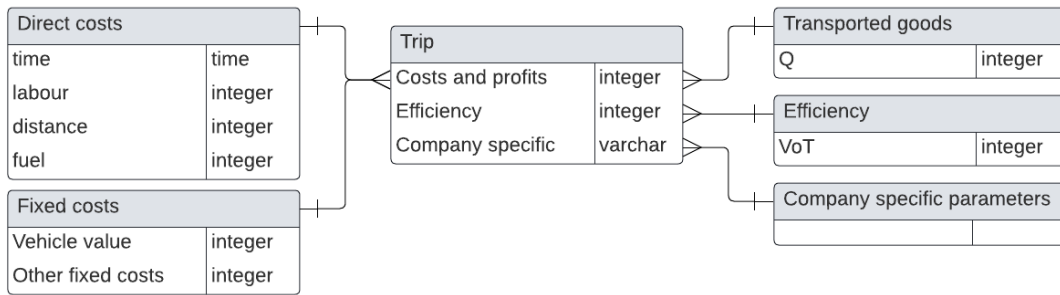 Direct costs
time time
labour integer
distance integer
fuel integer
Fixed costs
Vehicle value integer
Other fixed costs integer
Trip
Costs and profits integer
Efficiency integer
Company specific varchar
Transported goods
Q integer
Efficiency
VoT integer
Company specific parameters